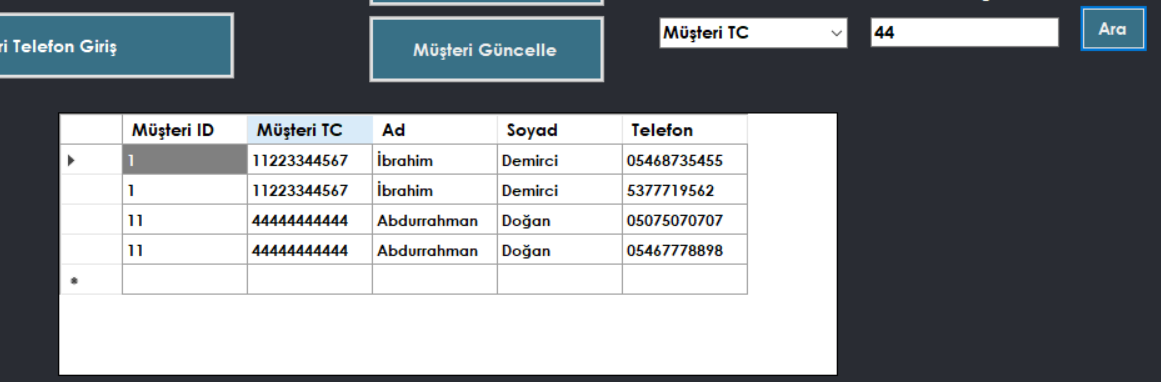 ri Telefon Giriş
Müşteri Güncelle
Müşteri TC 44 Ara
Müşteri ID Müşteri TC Ad Soyad Telefon
1 11223344567 İbrahim Demirci 05468735455
1 11223344567 İbrahim Demirci 5377719562
11 44444444444 Abdurrahman Doğan 05075070707
11 44444444444 Abdurrahman Doğan 05467778898